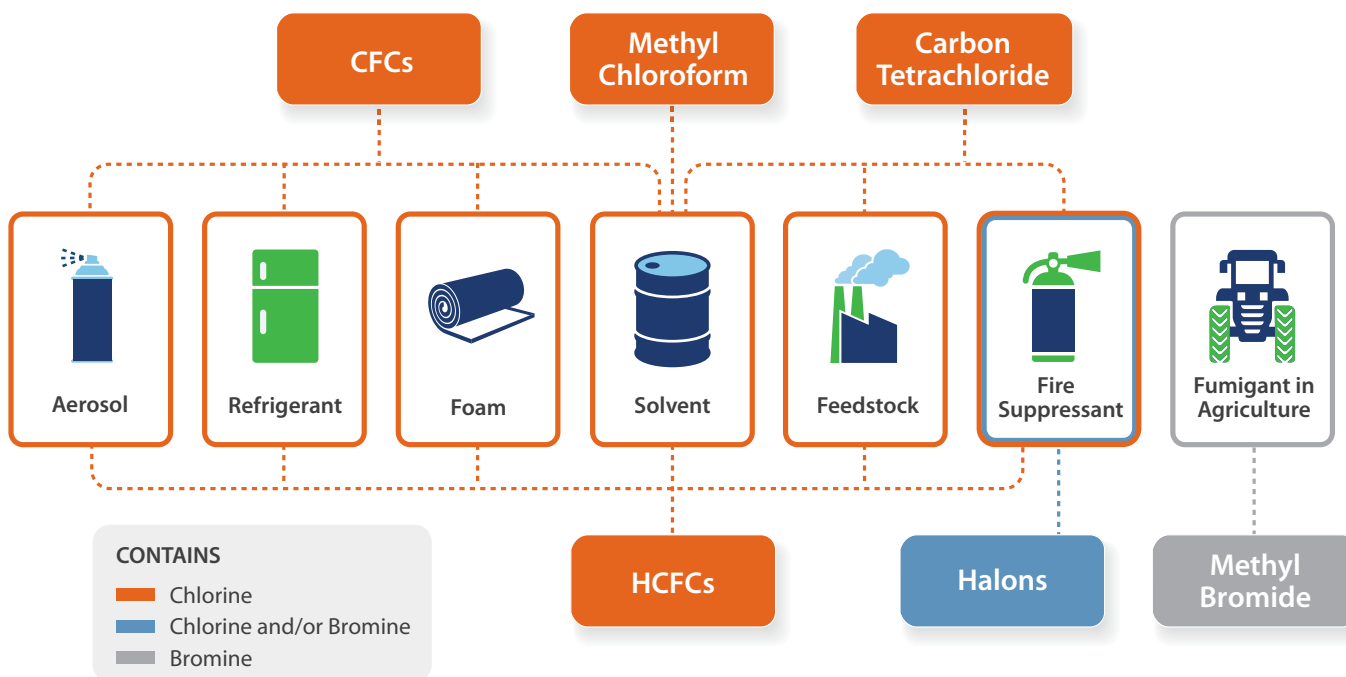 CFCs
Methyl
Chloroform
Carbon
Tetrachloride
Aerosol
Refrigerant
Foam
Solvent
Feedstock
Fire
Suppressant
Fumigant in
Agriculture
CONTAINS
Chlorine
Chlorine and/or Bromine
Bromine
HCFCs
Halons
Methyl
Bromide